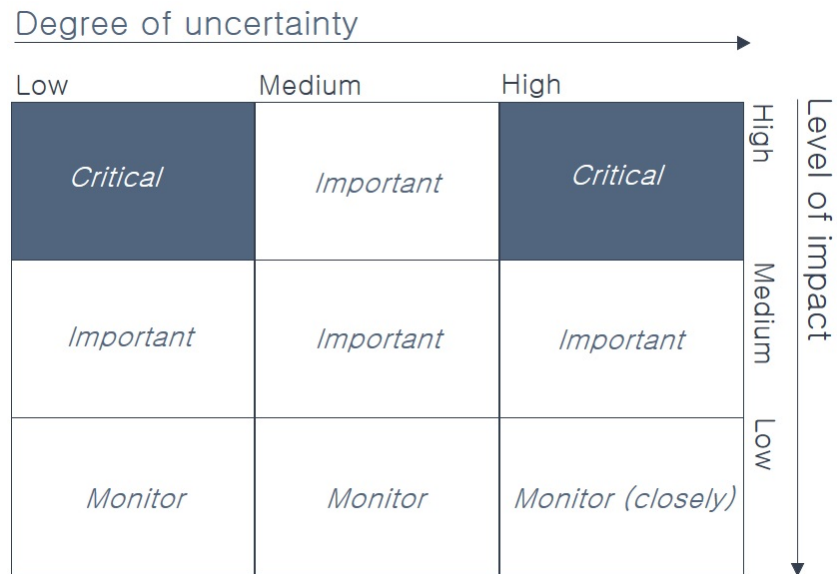 Degree of uncertainty
Low Medium High
Critical Important Critical
High
Important Important Important
Medium
Monitor Monitor Monitor (closely)
Low
Level of impact